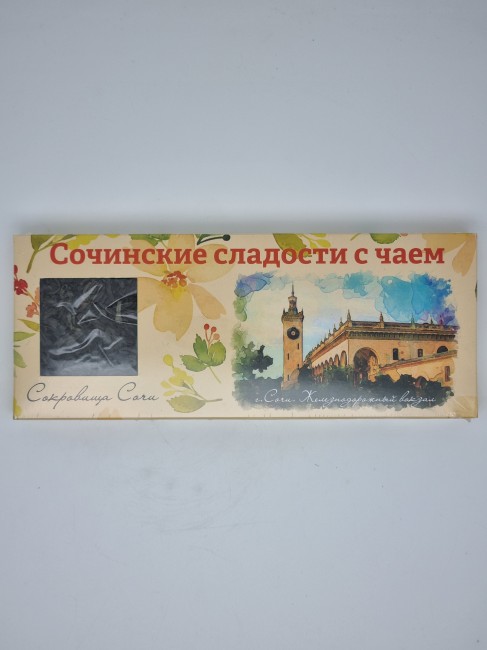 Сочинские сладости с чаем
Сокровища Сочи
г. Сочи - Железнодорожный вокзал